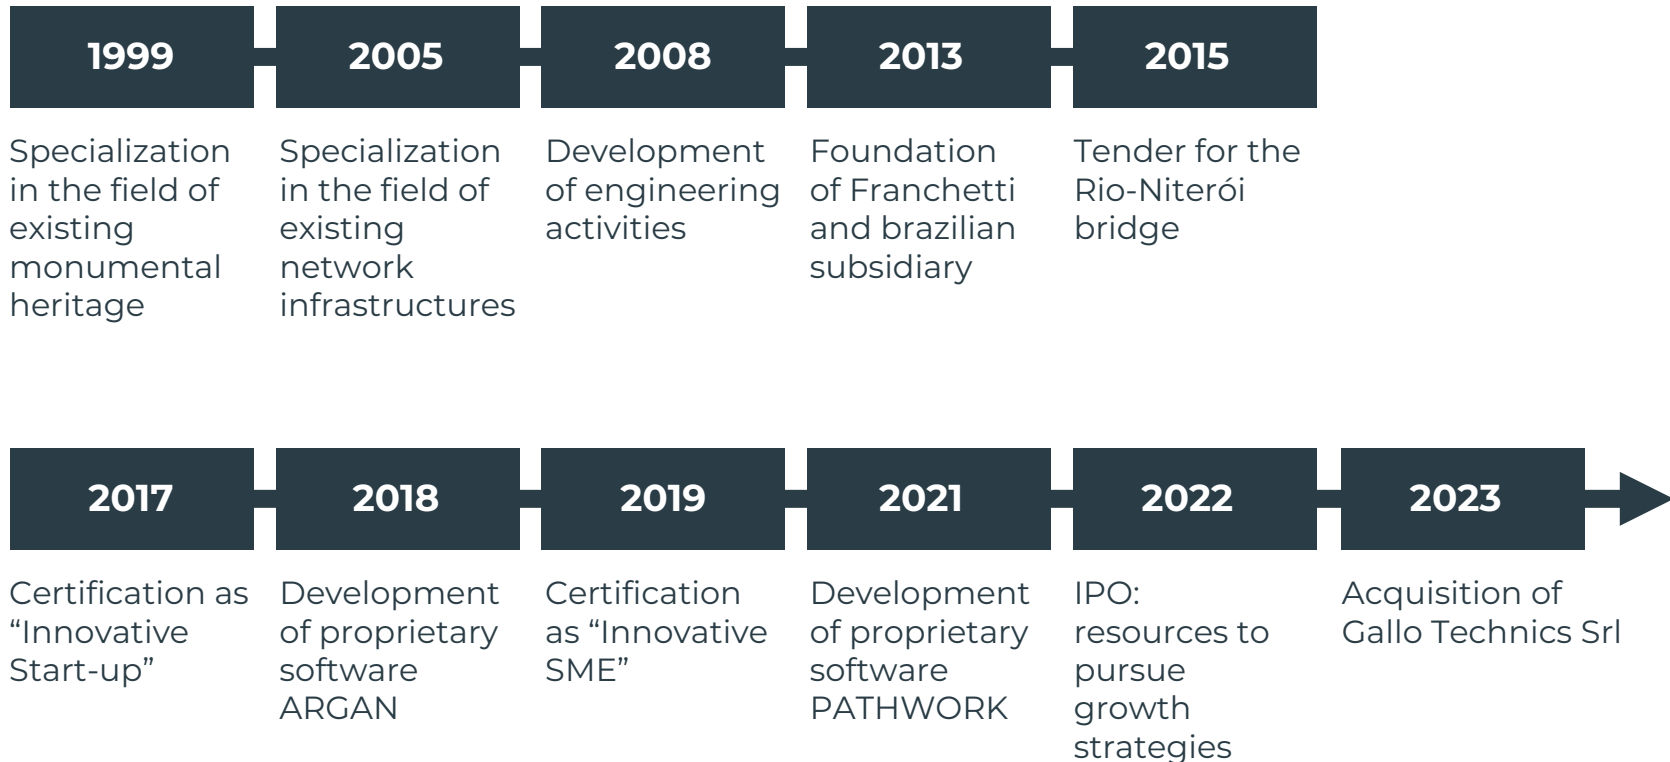 1999
Specialization
in the field of
existing
monumental
heritage
2005
Specialization
in the field of
existing
network
infrastructures
2008
Development
of engineering
activities
2013
Foundation
of Franchetti
and brazilian
subsidiary
2015
Tender for the
Rio-Niterói
bridge
2017
Certification as
“Innovative
Start-up”
2018
Development
of proprietary
software
ARGAN
2019
Certification
as “Innovative
SME”
2021
Development
of proprietary
software
PATHWORK
2022
IPO:
resources to
pursue
growth
strategies
2023
Acquisition of
Gallo Technics Srl